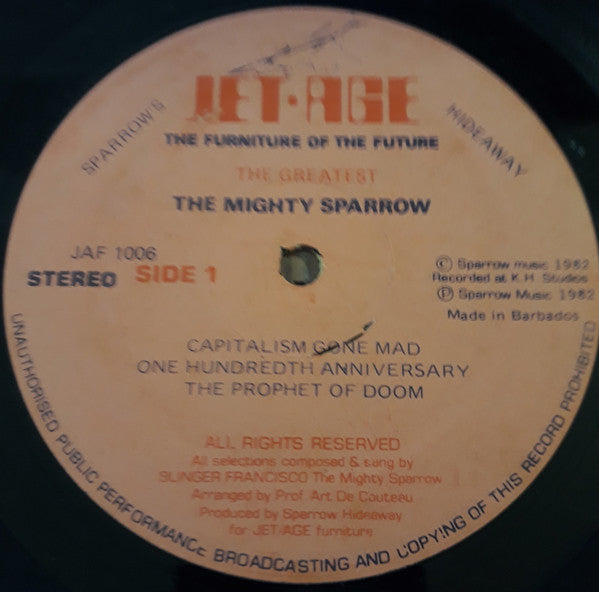 SPARROW'S HIDEAWAY
JET·AGE
THE FURNITURE OF THE FUTURE
THE GREATEST
THE MIGHTY SPARROW
JAF 1006
STEREO SIDE 1
© Sparrow music 1982
Recorded at K.H. Studios
℗ Sparrow Music 1982
Made in Barbados
CAPITALISM GONE MAD
ONE HUNDREDTH ANNIVERSARY
THE PROPHET OF DOOM
ALL RIGHTS RESERVED
All selections composed & sung by
SLINGER FRANCISCO The Mighty Sparrow
Arranged by Prof. Art De Couteau
Produced by Sparrow Hideaway
for JET/AGE furniture
UNAUTHORISED PUBLIC PERFORMANCE BROADCASTING AND COPYING OF THIS RECORD PROHIBITED